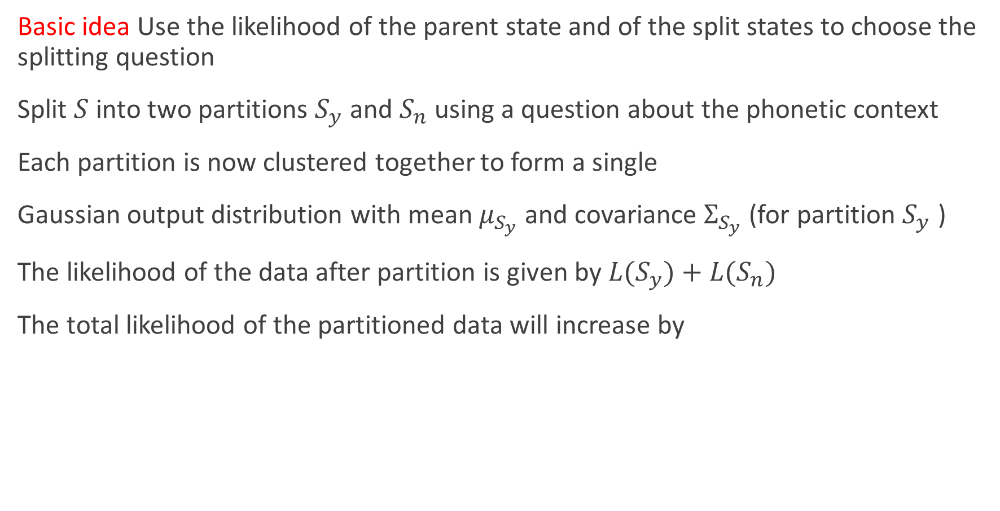 Basic idea Use the likelihood of the parent state and of the split states to choose the
splitting question
Split S into two partitions S_y and S_n using a question about the phonetic context
Each partition is now clustered together to form a single
Gaussian output distribution with mean μ_{S_y} and covariance Σ_{S_y} (for partition S_y )
The likelihood of the data after partition is given by L(S_y) + L(S_n)
The total likelihood of the partitioned data will increase by